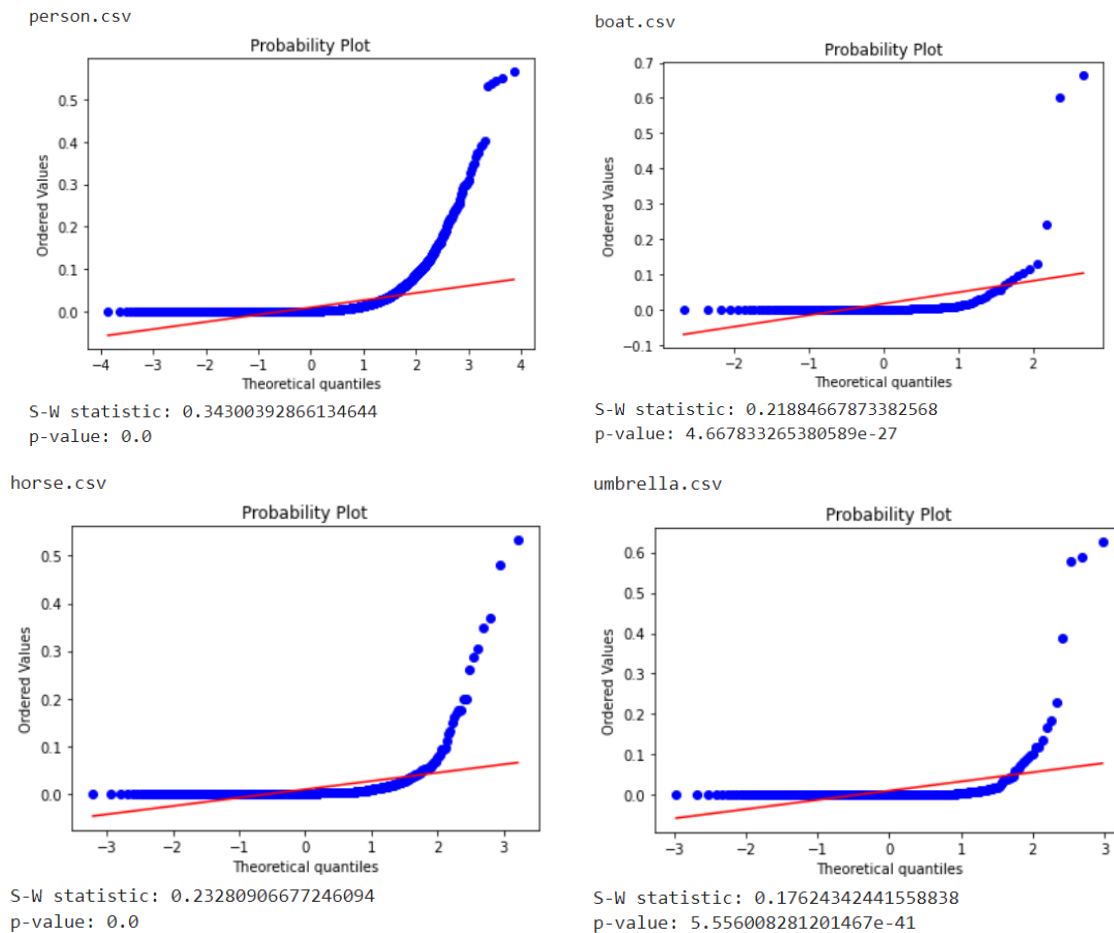 person.csv
Probability Plot
0.5
0.4
0.3
0.2
0.1
0.0
Ordered Values
−4 −3 −2 −1 0 1 2 3 4
Theoretical quantiles
S-W statistic: 0.34300392866134644
p-value: 0.0
boat.csv
Probability Plot
0.7
0.6
0.5
0.4
0.3
0.2
0.1
0.0
−0.1
Ordered Values
−2 −1 0 1 2
Theoretical quantiles
S-W statistic: 0.21884667873382568
p-value: 4.667833265380589e-27
horse.csv
Probability Plot
0.5
0.4
0.3
0.2
0.1
0.0
Ordered Values
−3 −2 −1 0 1 2 3
Theoretical quantiles
S-W statistic: 0.23280906677246094
p-value: 0.0
umbrella.csv
Probability Plot
0.6
0.5
0.4
0.3
0.2
0.1
0.0
Ordered Values
−3 −2 −1 0 1 2 3
Theoretical quantiles
S-W statistic: 0.17624342441558838
p-value: 5.556008281201467e-41